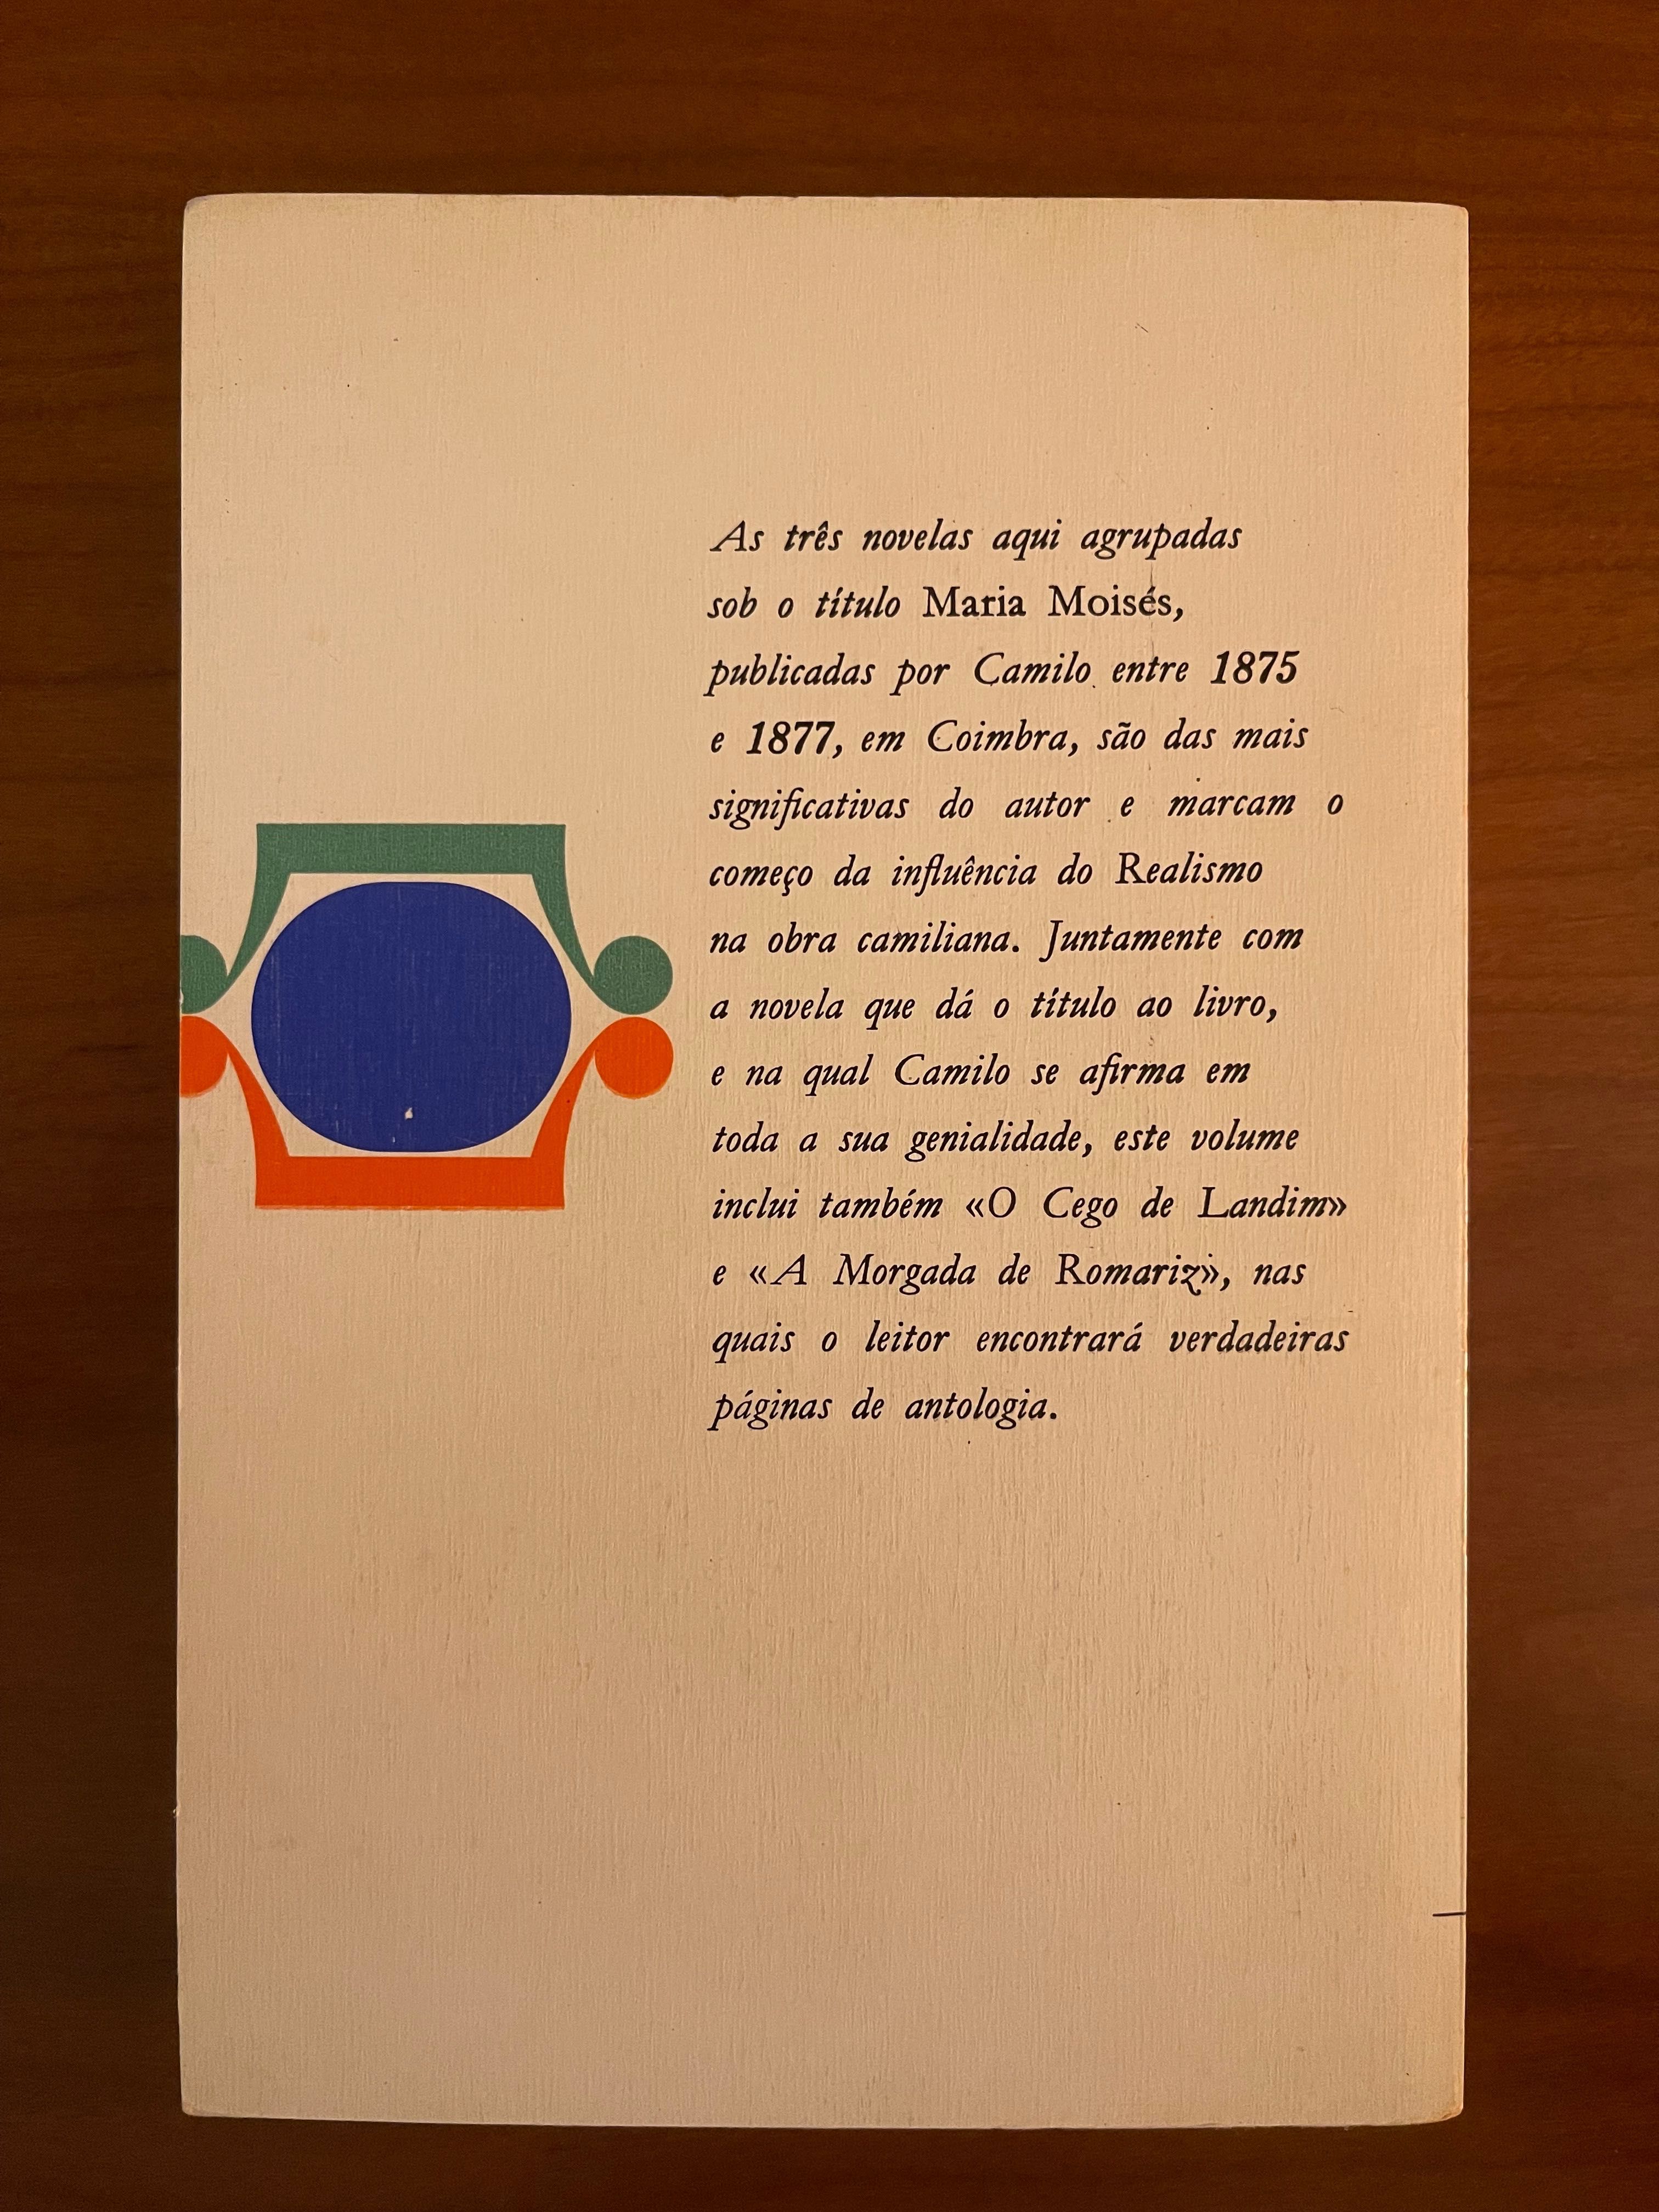 As três novelas aqui agrupadas
sob o título Maria Moisés,
publicadas por Camilo entre 1875
e 1877, em Coimbra, são das mais
significativas do autor e marcam o
começo da influência do Realismo
na obra camiliana. Juntamente com
a novela que dá o título ao livro,
e na qual Camilo se afirma em
toda a sua genialidade, este volume
inclui também «O Cego de Landim»
e «A Morgada de Romariz», nas
quais o leitor encontrará verdadeiras
páginas de antologia.